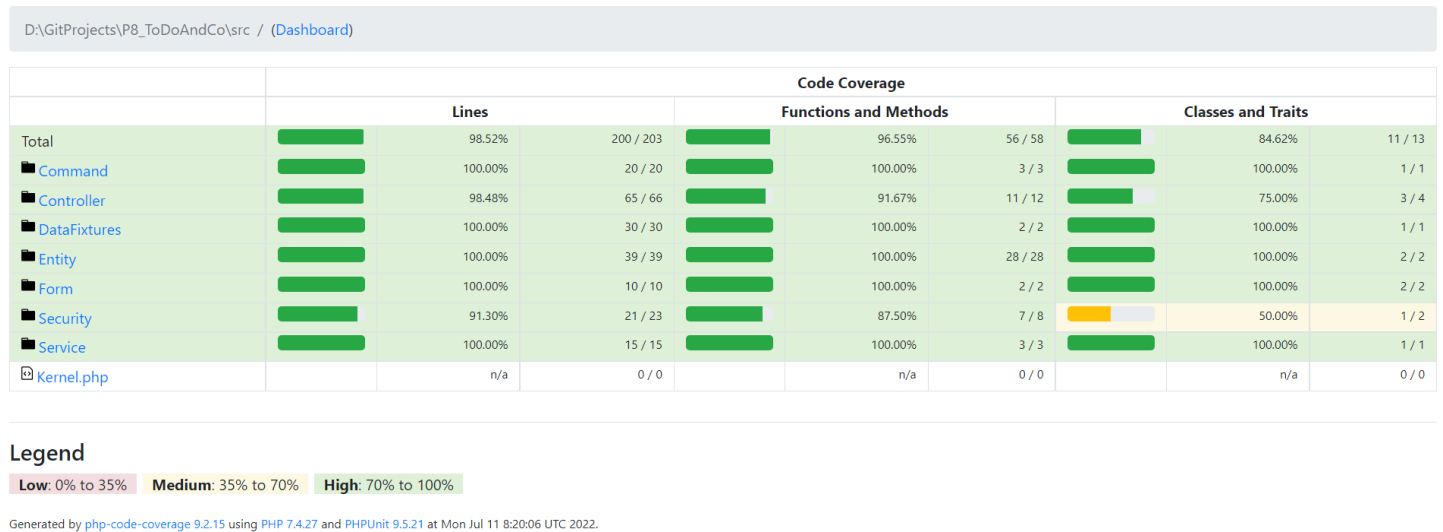 D:\GitProjects\P8_ToDoAndCo\src / (Dashboard)
Code Coverage
Lines Functions and Methods Classes and Traits
Total 98.52% 200 / 203 96.55% 56 / 58 84.62% 11 / 13
Command 100.00% 20 / 20 100.00% 3 / 3 100.00% 1 / 1
Controller 98.48% 65 / 66 91.67% 11 / 12 75.00% 3 / 4
DataFixtures 100.00% 30 / 30 100.00% 2 / 2 100.00% 1 / 1
Entity 100.00% 39 / 39 100.00% 28 / 28 100.00% 2 / 2
Form 100.00% 10 / 10 100.00% 2 / 2 100.00% 2 / 2
Security 91.30% 21 / 23 87.50% 7 / 8 50.00% 1 / 2
Service 100.00% 15 / 15 100.00% 3 / 3 100.00% 1 / 1
Kernel.php n/a 0 / 0 n/a 0 / 0 n/a 0 / 0
Legend
Low: 0% to 35% Medium: 35% to 70% High: 70% to 100%
Generated by php-code-coverage 9.2.15 using PHP 7.4.27 and PHPUnit 9.5.21 at Mon Jul 11 8:20:06 UTC 2022.